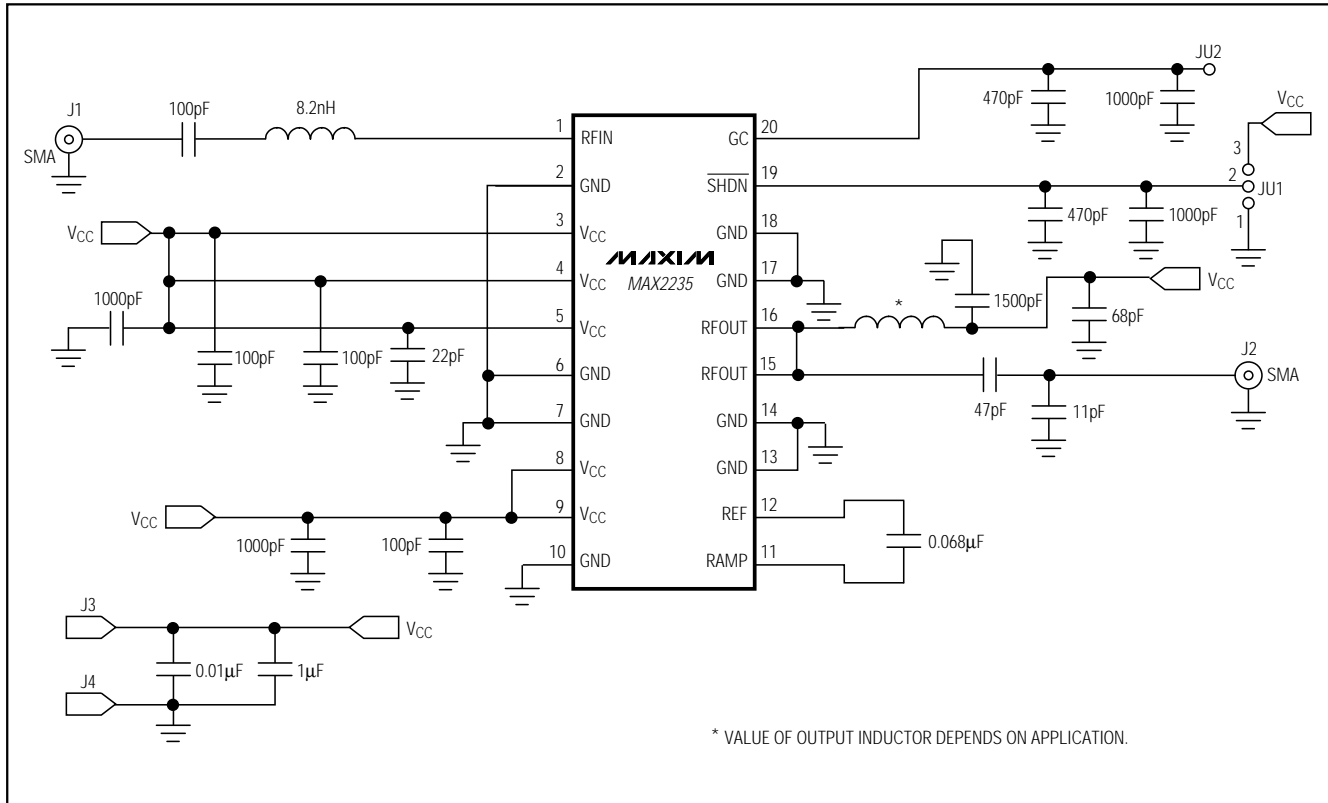 JU2
J1
100pF
8.2nH
470pF
1000pF
VCC
SMA
1
RFIN
GC
20
3
2
GND
SHDN
19
2
JU1
1
470pF
1000pF
VCC
3
VCC
GND
18
MAXIM
MAX2235
4
VCC
GND
17
1000pF
*
1500pF
VCC
5
VCC
RFOUT
16
68pF
100pF
100pF
22pF
6
GND
RFOUT
15
J2
SMA
47pF
11pF
7
GND
GND
14
8
VCC
GND
13
VCC
9
VCC
REF
12
1000pF
100pF
0.068µF
10
GND
RAMP
11
J3
VCC
0.01µF
1µF
J4
* VALUE OF OUTPUT INDUCTOR DEPENDS ON APPLICATION.